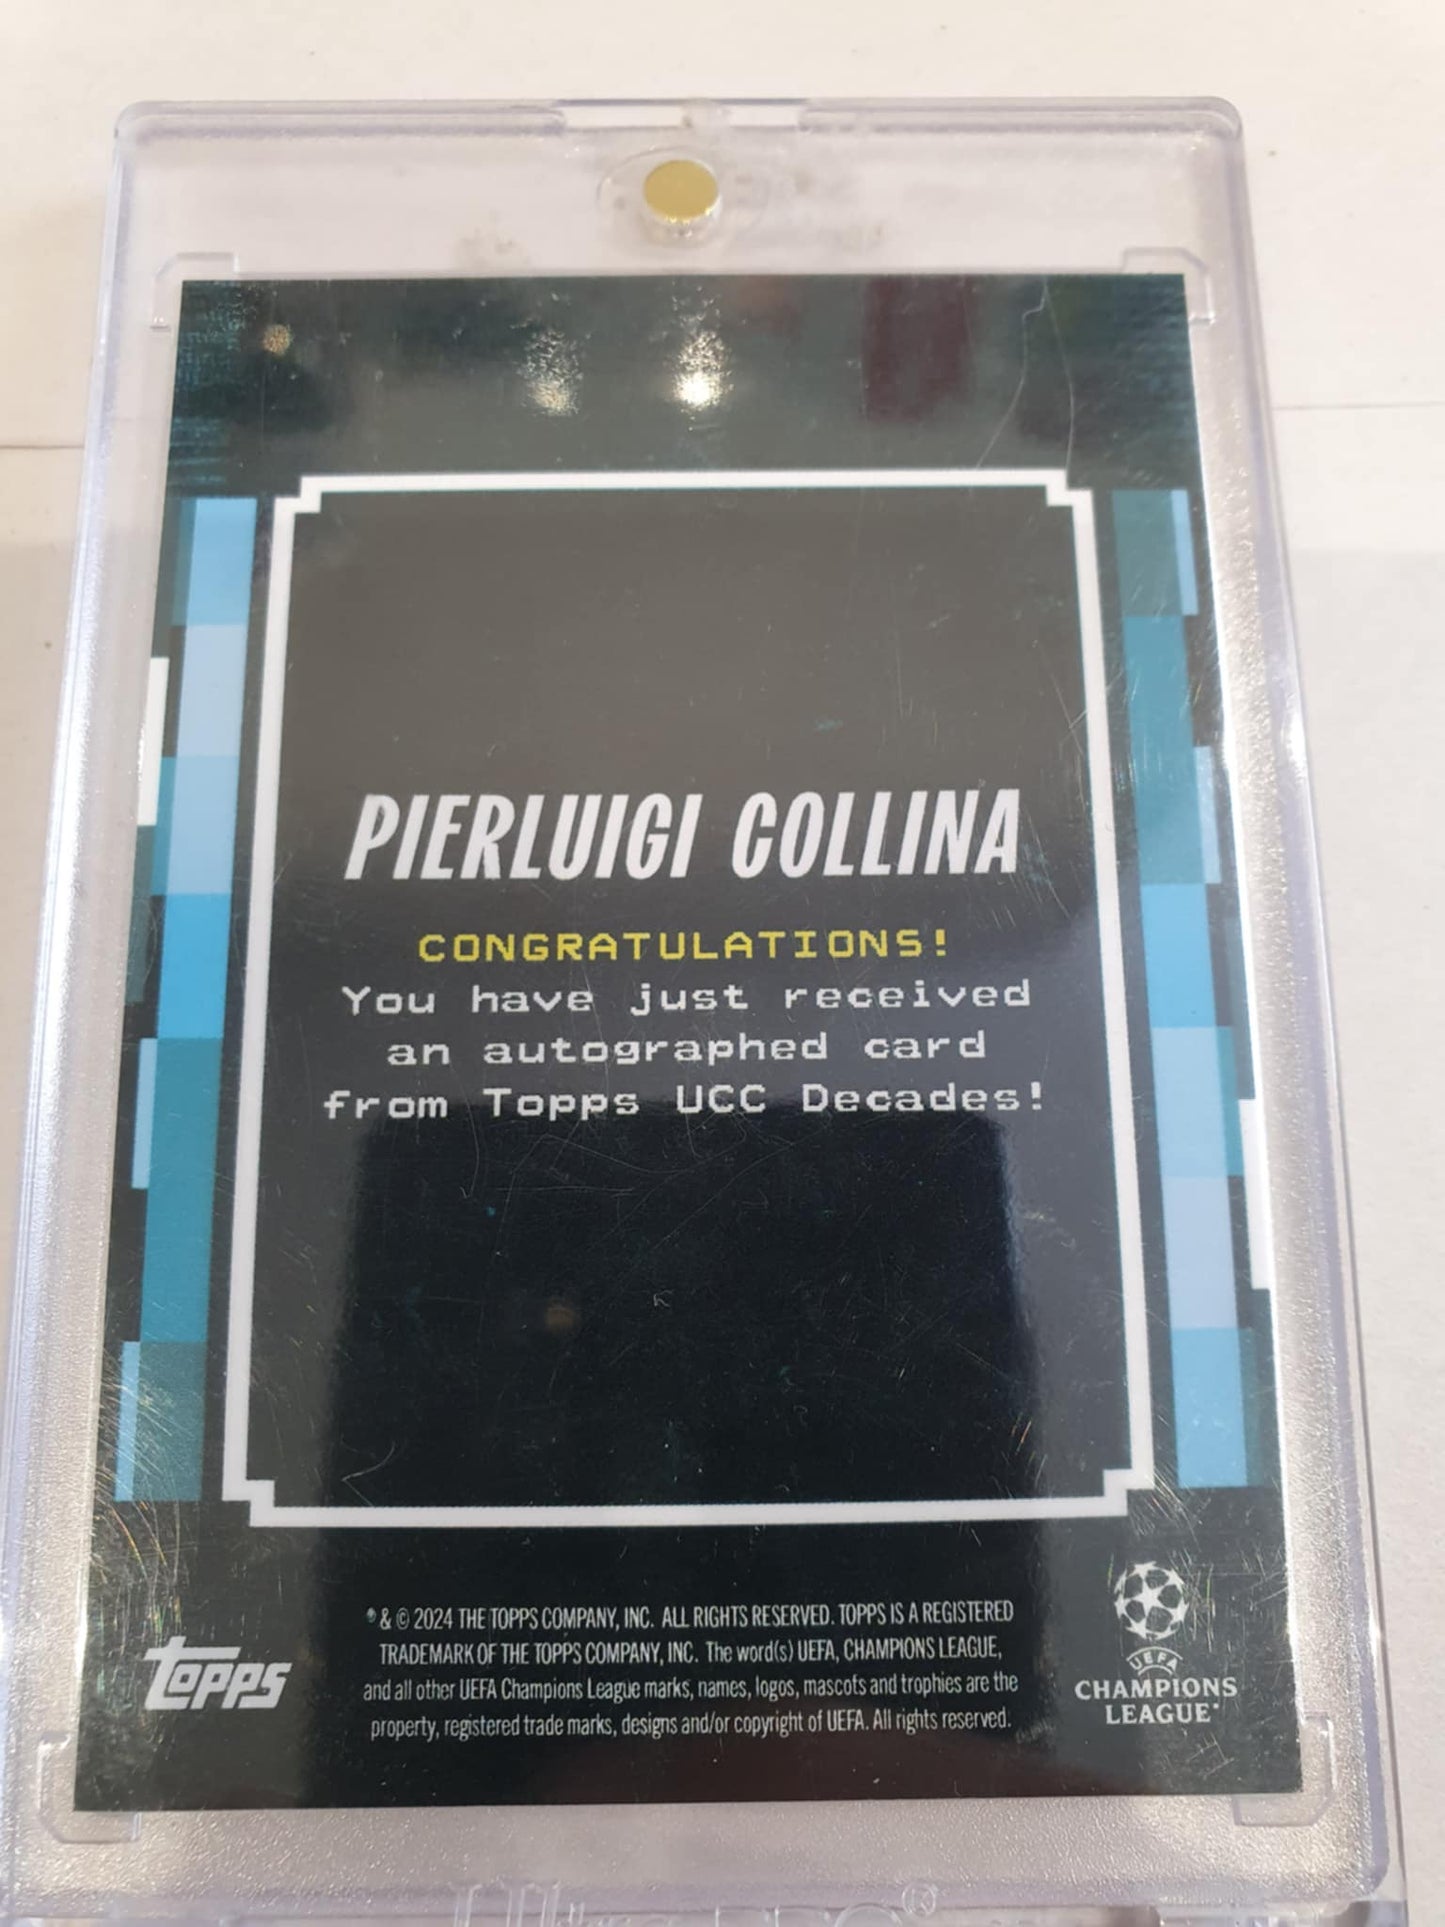 PIERLUIGI COLLINA
CONGRATULATIONS!
You have just received
an autographed card
from Topps UCC Decades!
® & © 2024 THE TOPPS COMPANY, INC. ALL RIGHTS RESERVED. TOPPS IS A REGISTERED
TRADEMARK OF THE TOPPS COMPANY, INC. The word(s) UEFA, CHAMPIONS LEAGUE,
and all other UEFA Champions League marks, names, logos, mascots and trophies are the
property, registered trade marks, designs and/or copyright of UEFA. All rights reserved.
Topps
UEFA
CHAMPIONS
LEAGUE®